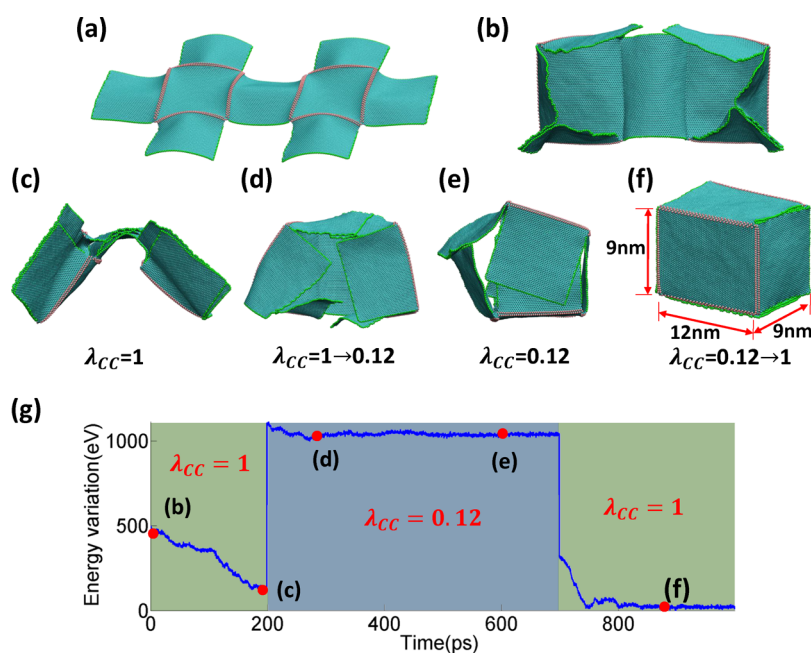 (a)
(b)
(c)
(d)
(e)
(f)
9nm
12nm
9nm
λCC=1
λCC=1→0.12
λCC=0.12
λCC=0.12→1
(g)
Energy variation(eV)
1000
500
0
λCC = 1
(b)
(c)
(d)
(e)
λCC = 0.12
λCC = 1
(f)
0
200
400
600
800
Time(ps)